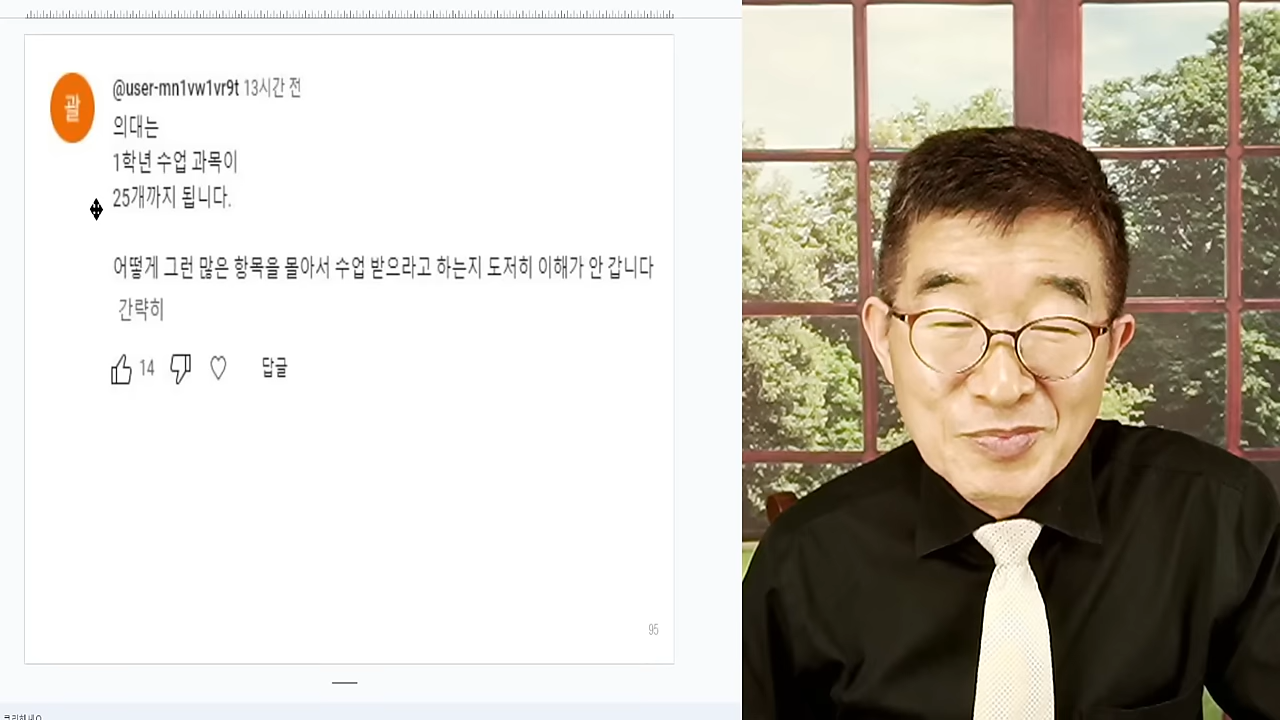 괄
@user-mn1vw1vr9t 13시간 전
의대는
1학년 수업 과목이
25개까지 됩니다.
어떻게 그런 많은 항목을 몰아서 수업 받으라고 하는지 도저히 이해가 안 갑니다
간략히
14 답글
95